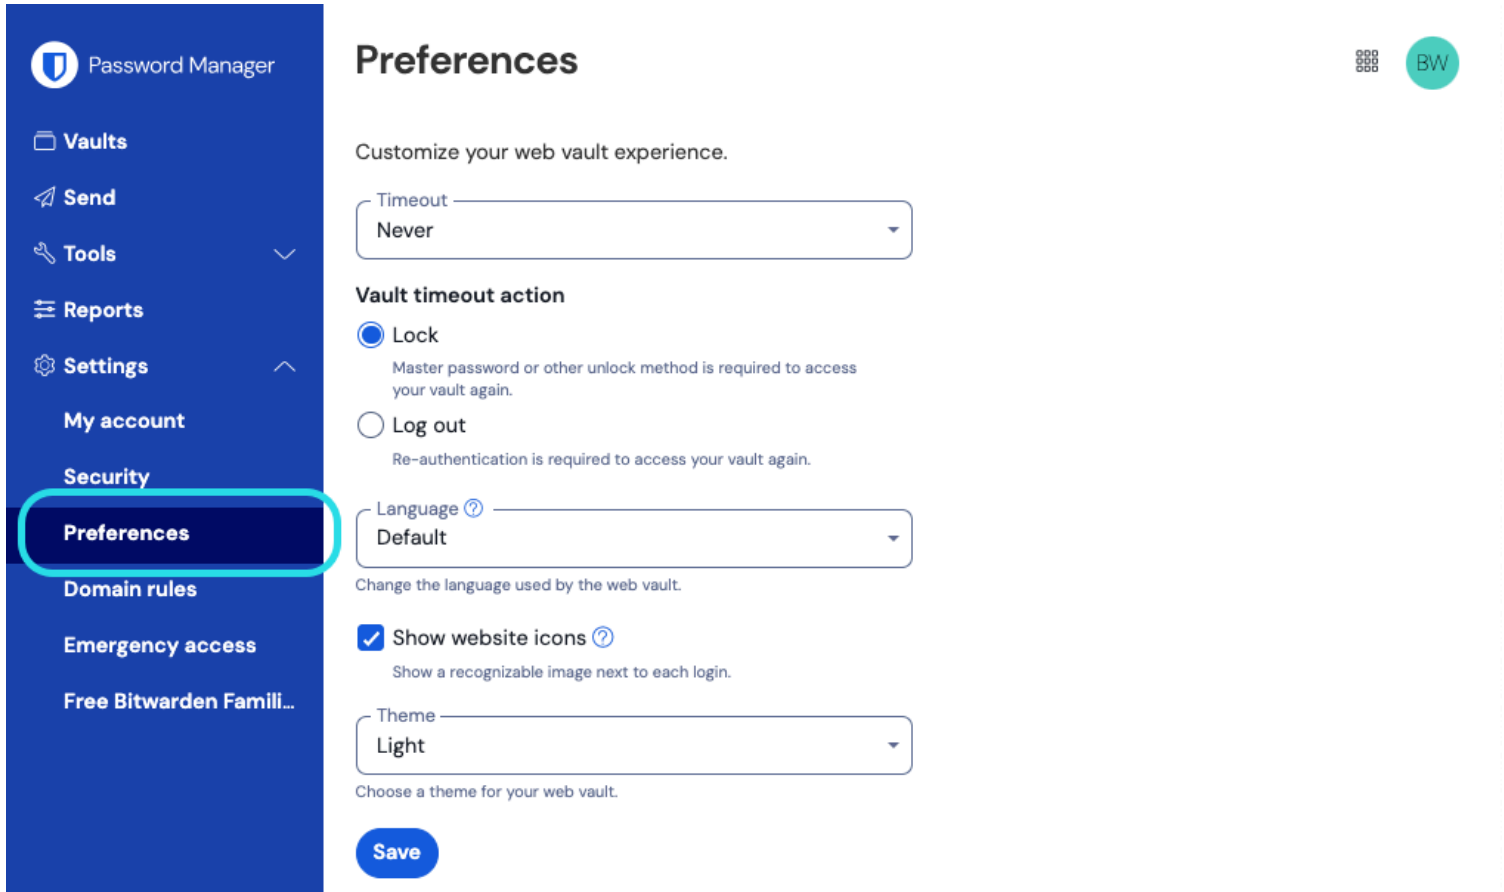 Password Manager
Vaults
Send
Tools
Reports
Settings
My account
Security
Preferences
Domain rules
Emergency access
Free Bitwarden Famili...
Preferences
BW
Customize your web vault experience.
Timeout
Never
Vault timeout action
Lock
Master password or other unlock method is required to access
your vault again.
Log out
Re-authentication is required to access your vault again.
Language
Default
Change the language used by the web vault.
Show website icons
Show a recognizable image next to each login.
Theme
Light
Choose a theme for your web vault.
Save